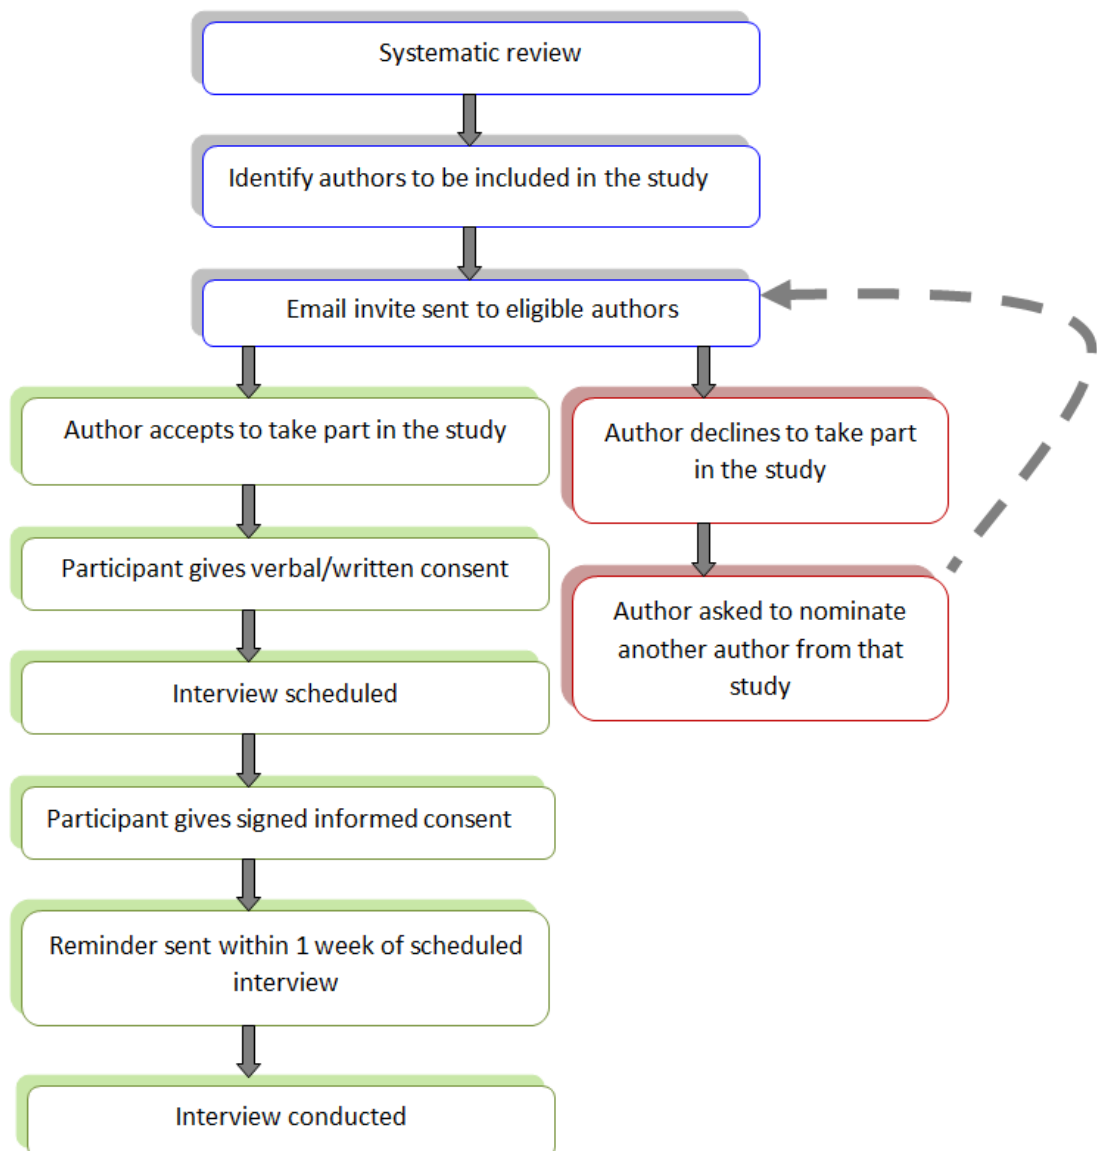 Systematic review
Identify authors to be included in the study
Email invite sent to eligible authors
Author accepts to take part in the study
Participant gives verbal/written consent
Interview scheduled
Participant gives signed informed consent
Reminder sent within 1 week of scheduled
interview
Interview conducted
Author declines to take part
in the study
Author asked to nominate
another author from that
study